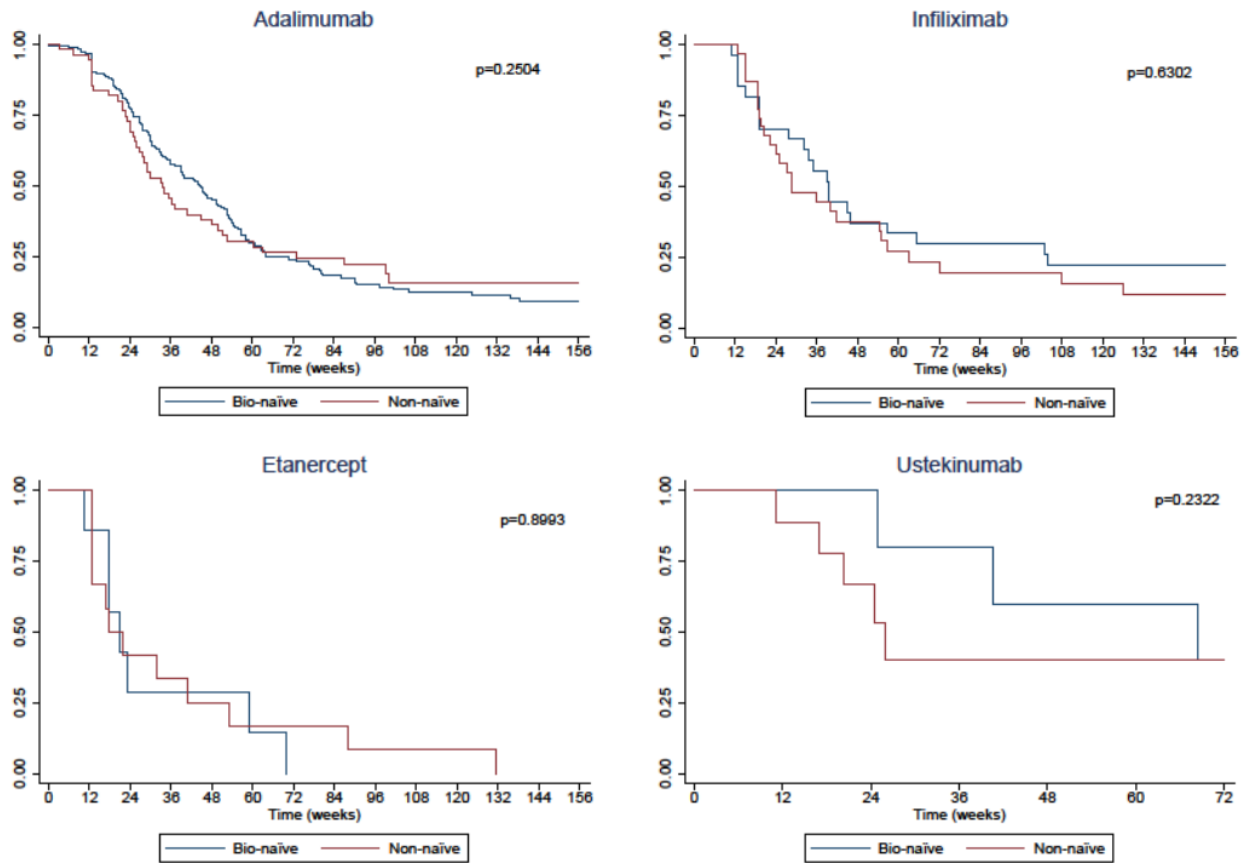 Adalimumab
p=0.2504
1.00
0.75
0.50
0.25
0.00
0 12 24 36 48 60 72 84 96 108 120 132 144 156
Time (weeks)
Bio-naïve Non-naïve
Infiliximab
p=0.6302
1.00
0.75
0.50
0.25
0.00
0 12 24 36 48 60 72 84 96 108 120 132 144 156
Time (weeks)
Bio-naïve Non-naïve
Etanercept
p=0.8993
1.00
0.75
0.50
0.25
0.00
0 12 24 36 48 60 72 84 96 108 120 132 144 156
Time (weeks)
Bio-naïve Non-naïve
Ustekinumab
p=0.2322
1.00
0.75
0.50
0.25
0.00
0 12 24 36 48 60 72
Time (weeks)
Bio-naïve Non-naïve